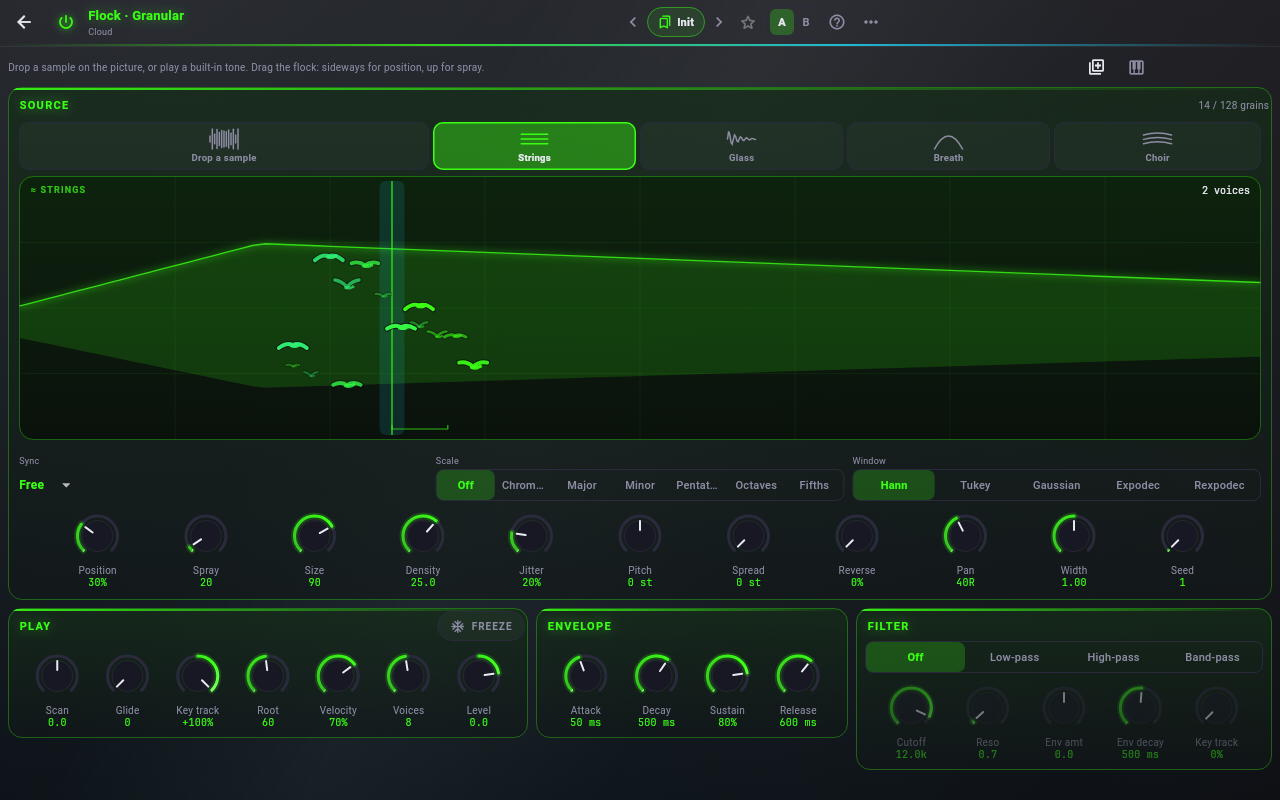 Flock · Granular
Cloud
Init
A
B
Drop a sample on the picture, or play a built-in tone. Drag the flock: sideways for position, up for spray.
SOURCE
14 / 128 grains
Drop a sample
Strings
Glass
Breath
Choir
≈ STRINGS
2 voices
Sync
Scale
Window
Free
Off
Chrom…
Major
Minor
Pentat…
Octaves
Fifths
Hann
Tukey
Gaussian
Expodec
Rexpodec
Position
Spray
Size
Density
Jitter
Pitch
Spread
Reverse
Pan
Width
Seed
30%
20
90
25.0
20%
0 st
0 st
0%
40R
1.00
1
PLAY
FREEZE
Scan
Glide
Key track
Root
Velocity
Voices
Level
0.0
0
+100%
60
70%
8
0.0
ENVELOPE
Attack
Decay
Sustain
Release
50 ms
500 ms
80%
600 ms
FILTER
Off
Low-pass
High-pass
Band-pass
Cutoff
Reso
Env amt
Env decay
Key track
12.0k
0.7
0.0
500 ms
0%